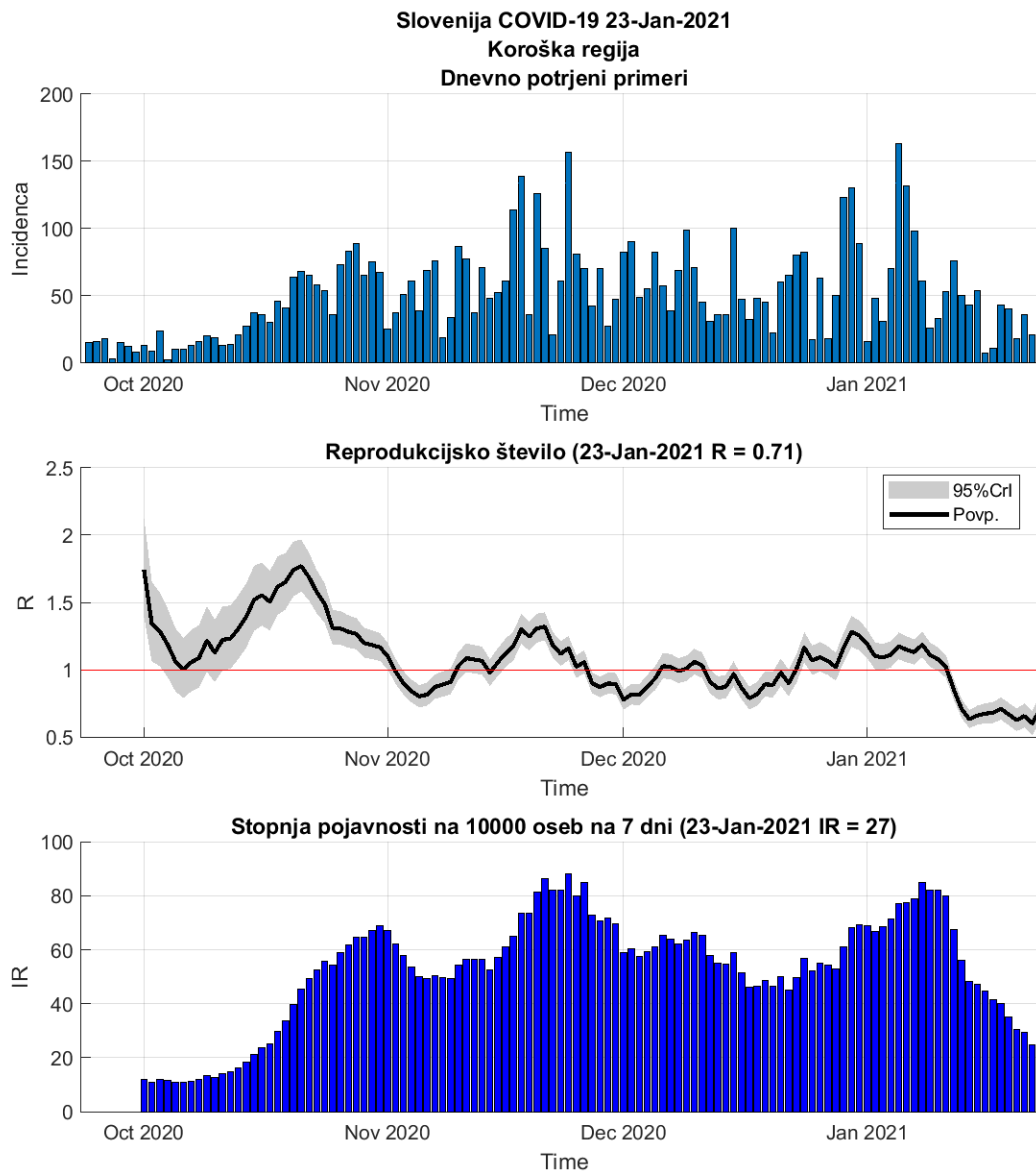 Slovenija COVID-19 23-Jan-2021
Koroška regija
Dnevno potrjeni primeri
200
150
100
50
0
Incidenca
Oct 2020 Nov 2020 Dec 2020 Jan 2021
Time
Reprodukcijsko število (23-Jan-2021 R = 0.71)
2.5
2
1.5
1
0.5
R
95%CrI
Povp.
Oct 2020 Nov 2020 Dec 2020 Jan 2021
Time
Stopnja pojavnosti na 10000 oseb na 7 dni (23-Jan-2021 IR = 27)
100
80
60
40
20
0
IR
Oct 2020 Nov 2020 Dec 2020 Jan 2021
Time